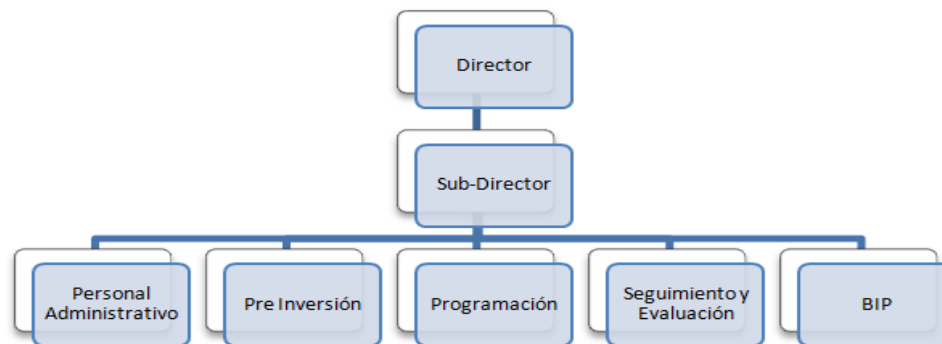 Director
Sub-Director
Personal
Administrativo
Pre Inversión
Programación
Seguimiento y
Evaluación
BIP